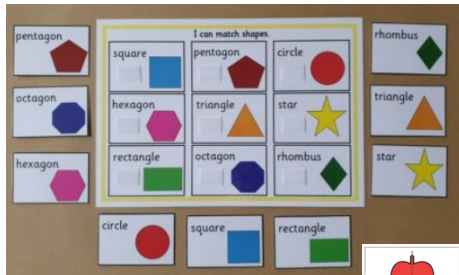 I can match shapes.
square
pentagon
circle
hexagon
triangle
star
rectangle
octagon
rhombus
pentagon
octagon
hexagon
rhombus
triangle
star
circle
square
rectangle